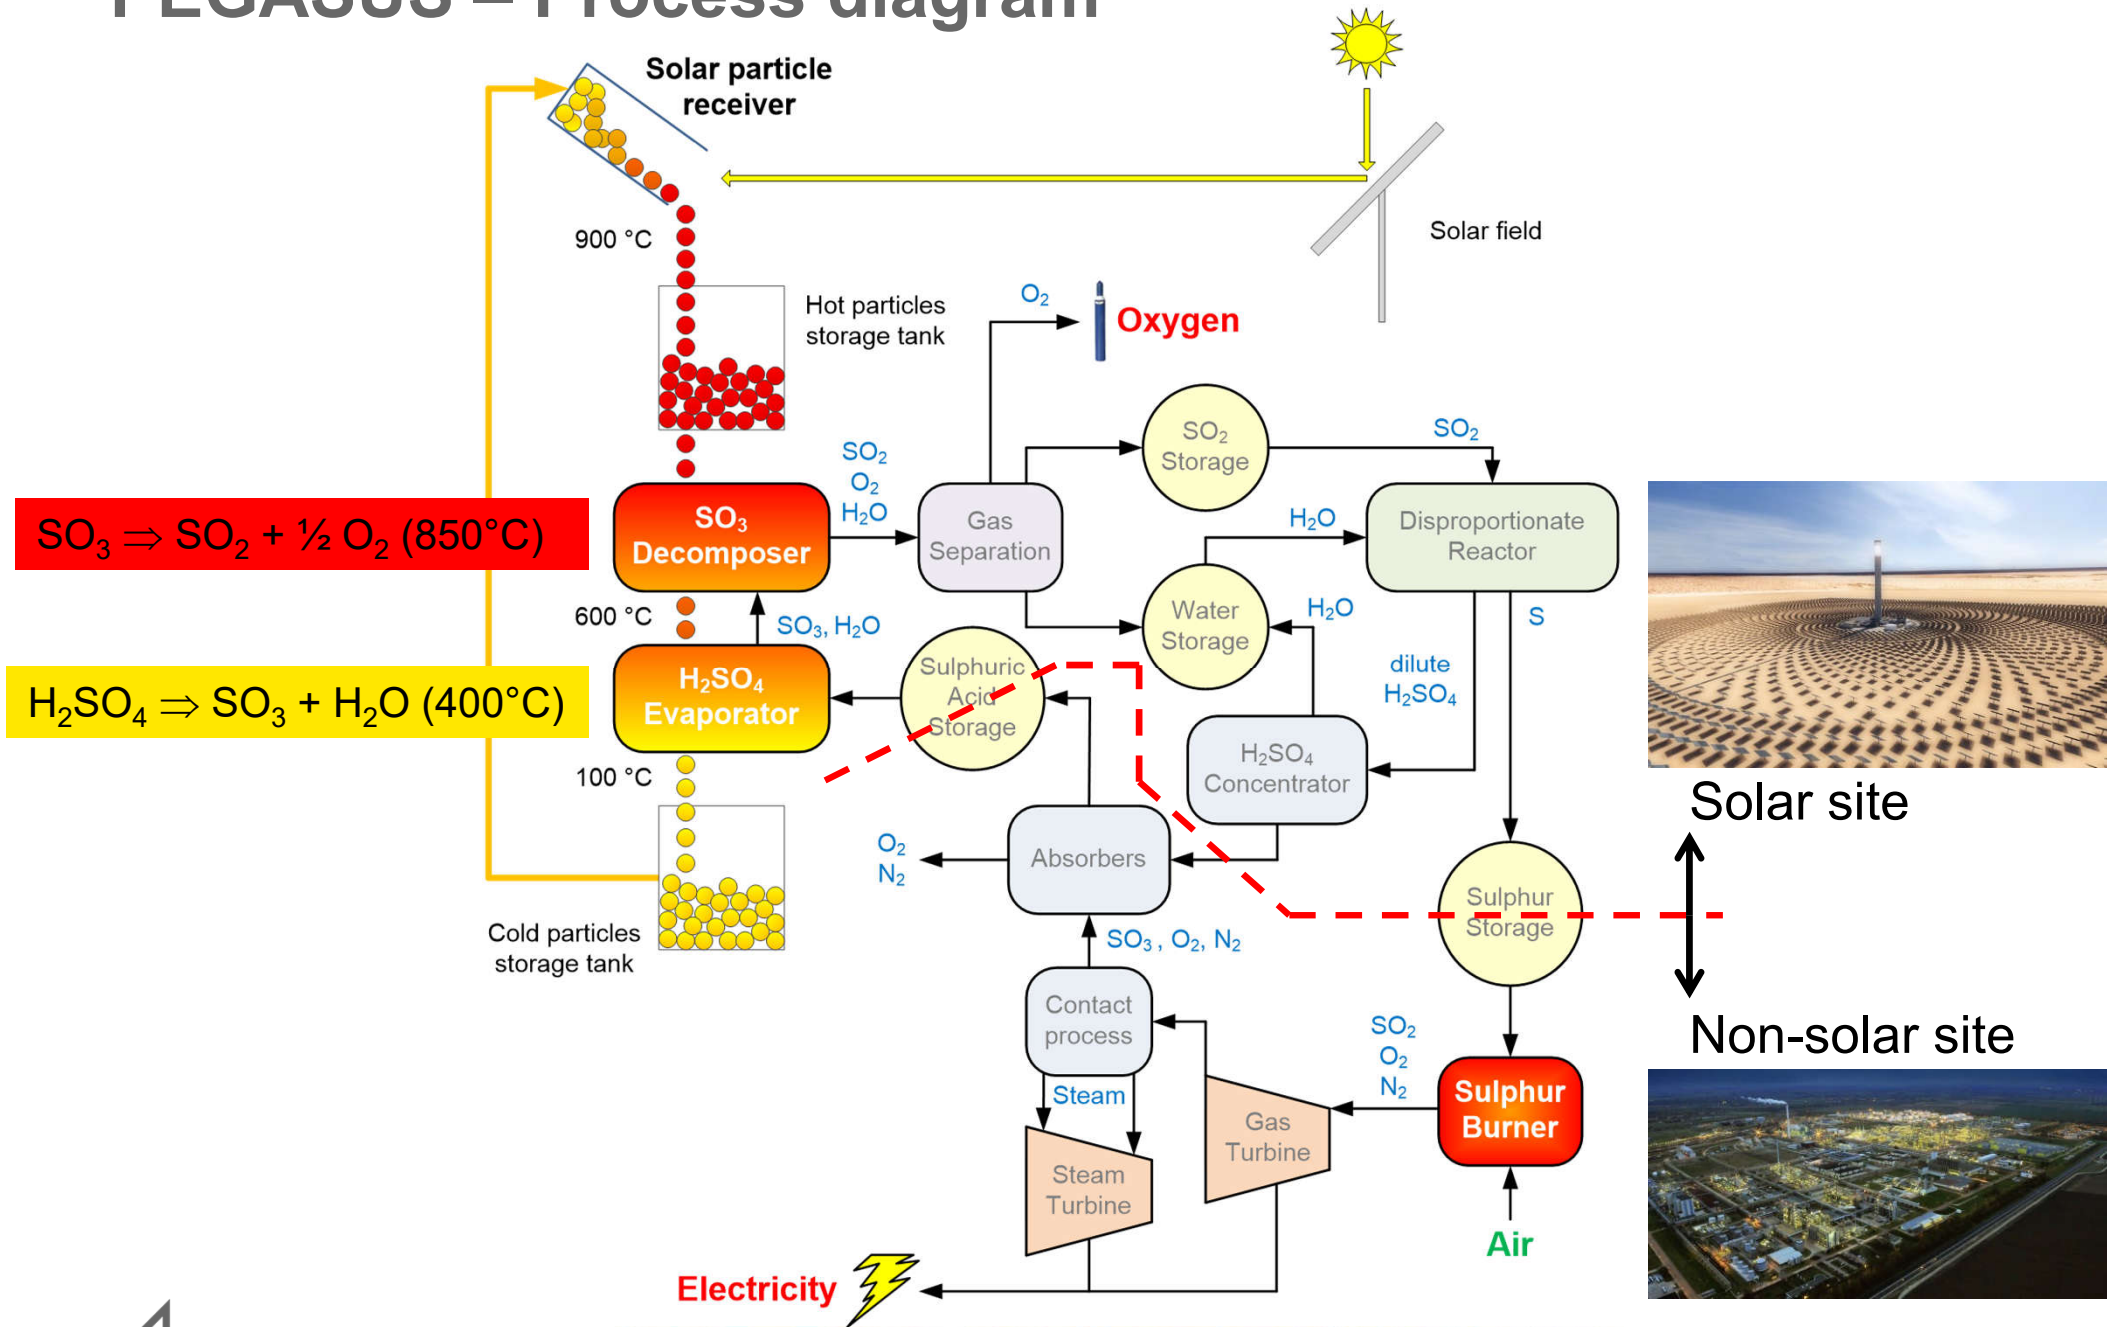 PEGASUS – Process diagram
Solar particle
receiver
900 °C
Solar field
Hot particles
storage tank
O₂
Oxygen
SO₂
O₂
H₂O
SO₂
Storage
SO₂
SO₃ ⇒ SO₂ + ½ O₂ (850°C)
SO₃
Decomposer
Gas
Separation
H₂O
Disproportionate
Reactor
600 °C
SO₃, H₂O
Water
Storage
H₂O
S
dilute
H₂SO₄
H₂SO₄ ⇒ SO₃ + H₂O (400°C)
H₂SO₄
Evaporator
Sulphuric
Acid
Storage
100 °C
H₂SO₄
Concentrator
Solar site
O₂
N₂
Absorbers
Sulphur
Storage
Cold particles
storage tank
SO₃ , O₂, N₂
Contact
process
SO₂
O₂
N₂
Non-solar site
Steam
Gas
Turbine
Sulphur
Burner
Steam
Turbine
Air
Electricity